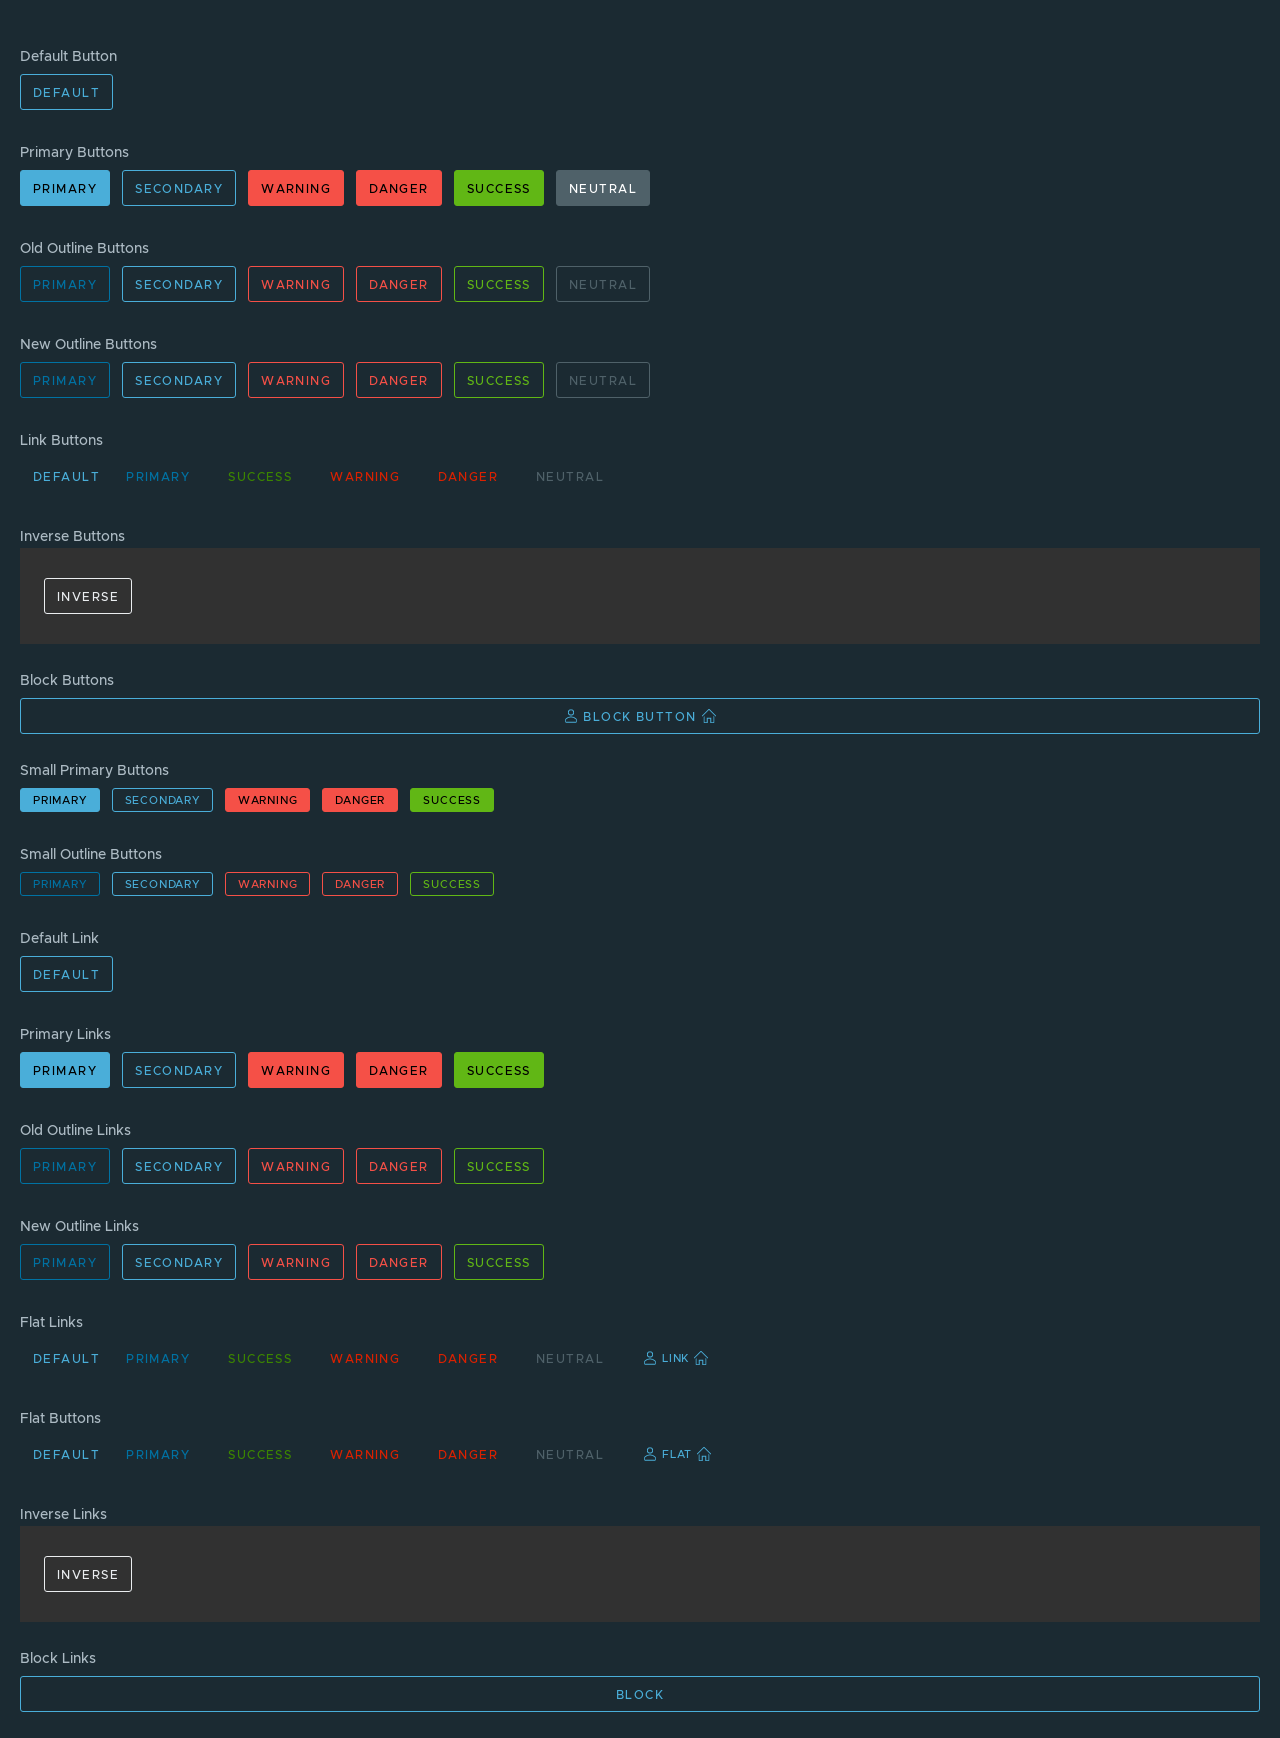 Default Button
DEFAULT
Primary Buttons
PRIMARY SECONDARY WARNING DANGER SUCCESS NEUTRAL
Old Outline Buttons
PRIMARY SECONDARY WARNING DANGER SUCCESS NEUTRAL
New Outline Buttons
PRIMARY SECONDARY WARNING DANGER SUCCESS NEUTRAL
Link Buttons
DEFAULT PRIMARY SUCCESS WARNING DANGER NEUTRAL
Inverse Buttons
INVERSE
Block Buttons
BLOCK BUTTON
Small Primary Buttons
PRIMARY SECONDARY WARNING DANGER SUCCESS
Small Outline Buttons
PRIMARY SECONDARY WARNING DANGER SUCCESS
Default Link
DEFAULT
Primary Links
PRIMARY SECONDARY WARNING DANGER SUCCESS
Old Outline Links
PRIMARY SECONDARY WARNING DANGER SUCCESS
New Outline Links
PRIMARY SECONDARY WARNING DANGER SUCCESS
Flat Links
DEFAULT PRIMARY SUCCESS WARNING DANGER NEUTRAL LINK
Flat Buttons
DEFAULT PRIMARY SUCCESS WARNING DANGER NEUTRAL FLAT
Inverse Links
INVERSE
Block Links
BLOCK